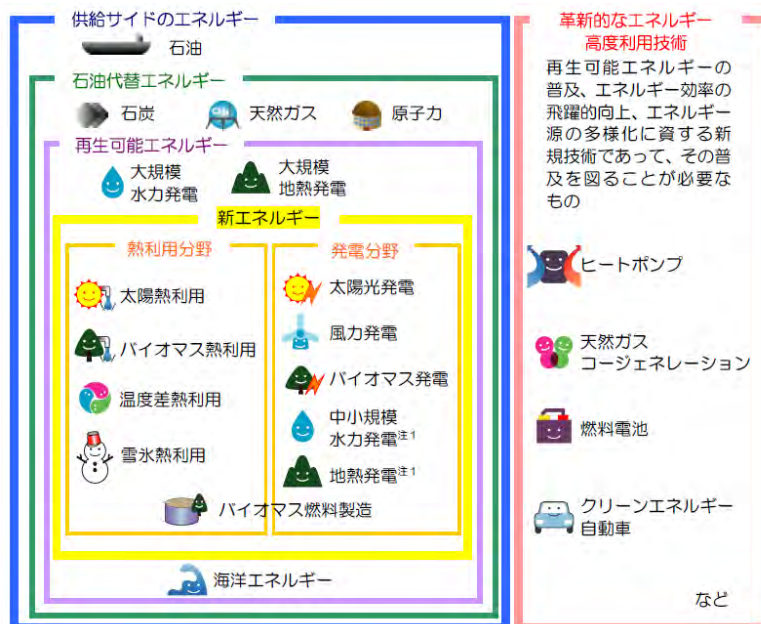 供給サイドのエネルギー
石油
石油代替エネルギー
石炭
天然ガス
原子力
再生可能エネルギー
大規模
水力発電
大規模
地熱発電
新エネルギー
熱利用分野
太陽熱利用
バイオマス熱利用
温度差熱利用
雪氷熱利用
発電分野
太陽光発電
風力発電
バイオマス発電
中小規模
水力発電注1
地熱発電注1
バイオマス燃料製造
海洋エネルギー
革新的なエネルギー
高度利用技術
再生可能エネルギーの
普及、エネルギー効率の
飛躍的向上、エネルギー
源の多様化に資する新
規技術であって、その普
及を図ることが必要な
もの
ヒートポンプ
天然ガス
コージェネレーション
燃料電池
クリーンエネルギー
自動車
など